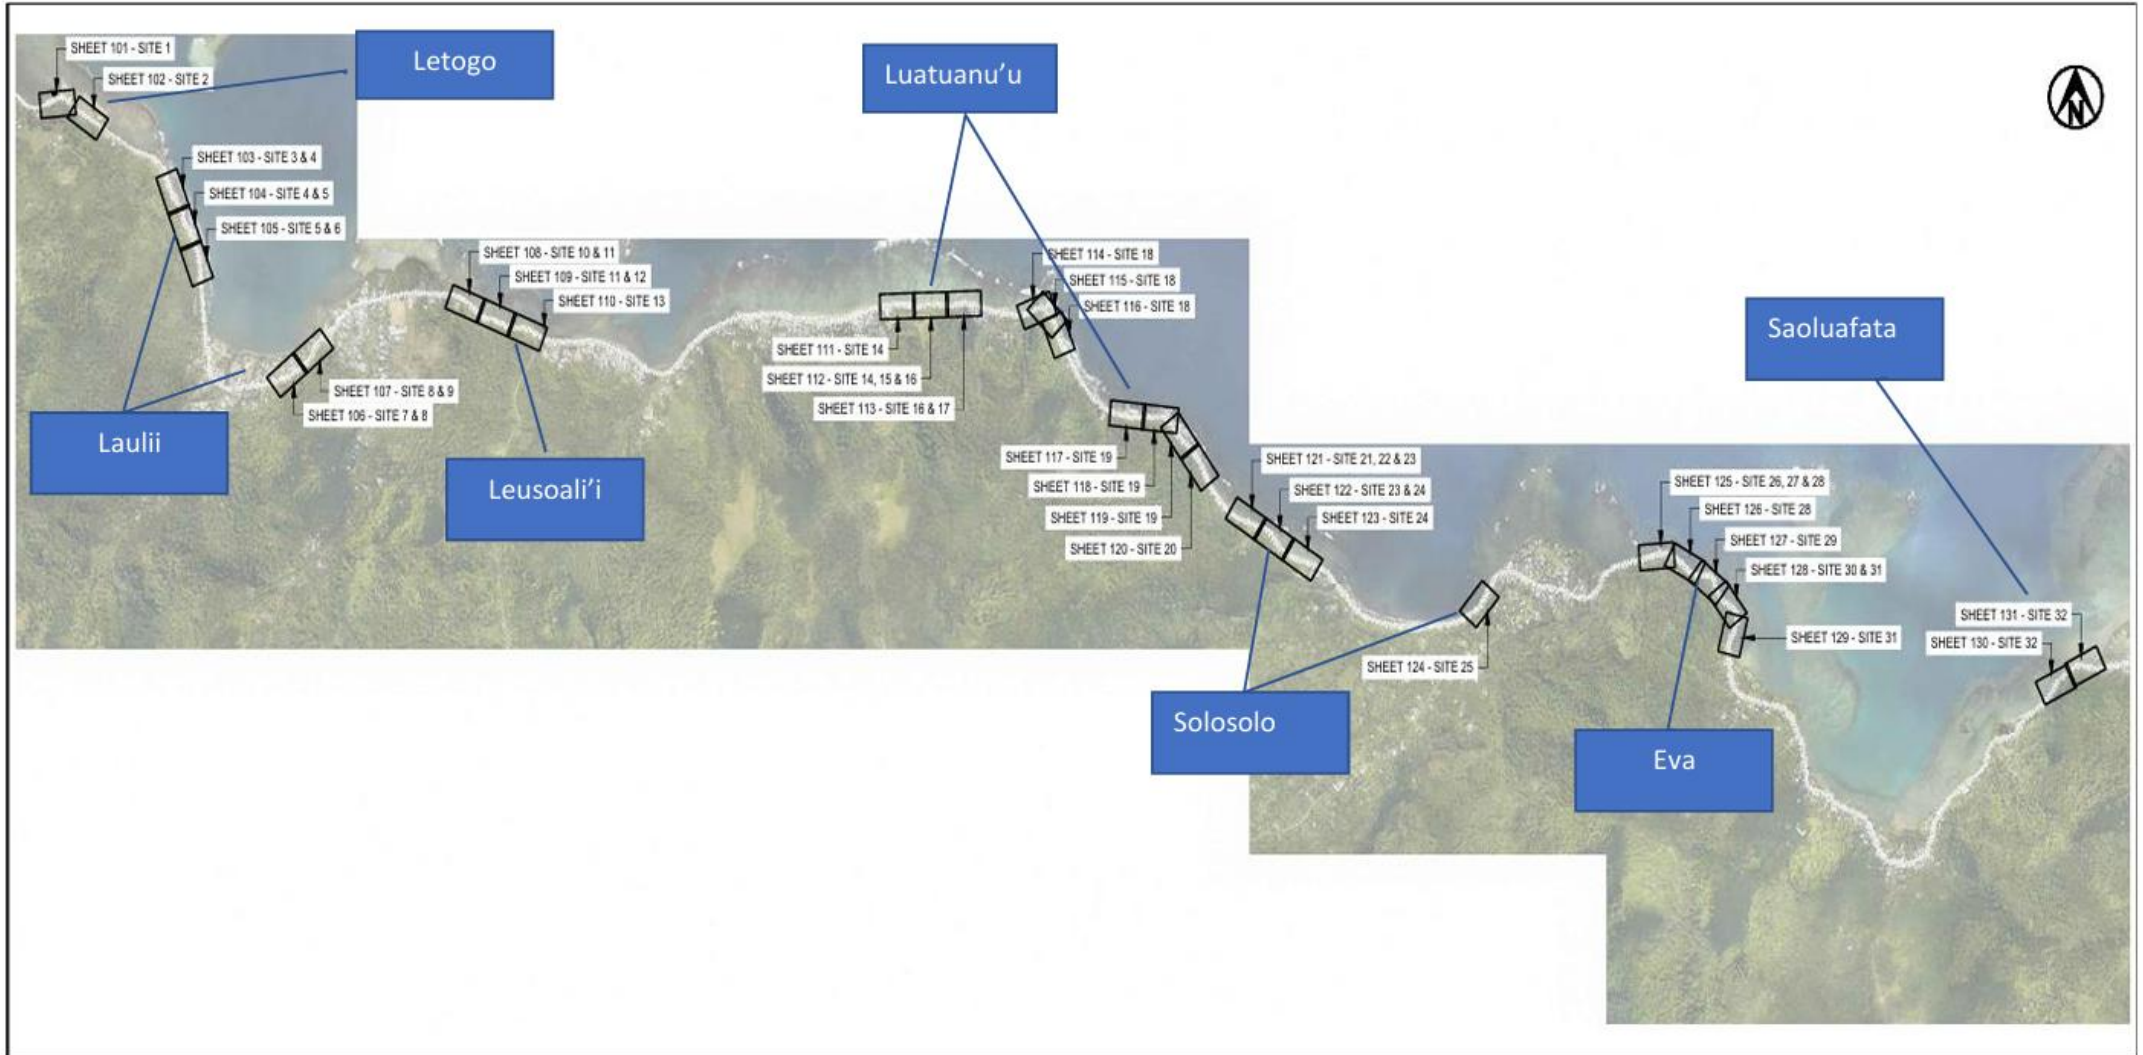 SHEET 101 - SITE 1
SHEET 102 - SITE 2
Letogo
Luatuanu’u
N
SHEET 103 - SITE 3 & 4
SHEET 104 - SITE 4 & 5
SHEET 105 - SITE 5 & 6
SHEET 108 - SITE 10 & 11
SHEET 109 - SITE 11 & 12
SHEET 110 - SITE 13
SHEET 114 - SITE 18
SHEET 115 - SITE 18
SHEET 116 - SITE 18
Saoluafata
SHEET 111 - SITE 14
SHEET 112 - SITE 14, 15 & 16
SHEET 113 - SITE 16 & 17
SHEET 107 - SITE 8 & 9
SHEET 106 - SITE 7 & 8
Laulii
Leusoali’i
SHEET 117 - SITE 19
SHEET 118 - SITE 19
SHEET 119 - SITE 19
SHEET 120 - SITE 20
SHEET 121 - SITE 21, 22 & 23
SHEET 122 - SITE 23 & 24
SHEET 123 - SITE 24
SHEET 125 - SITE 26, 27 & 28
SHEET 126 - SITE 28
SHEET 127 - SITE 29
SHEET 128 - SITE 30 & 31
SHEET 129 - SITE 31
SHEET 131 - SITE 32
SHEET 130 - SITE 32
SHEET 124 - SITE 25
Solosolo
Eva